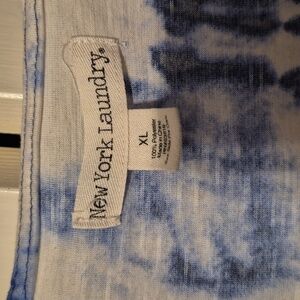 New York Laundry®
XL
100% Polyester
Made in China